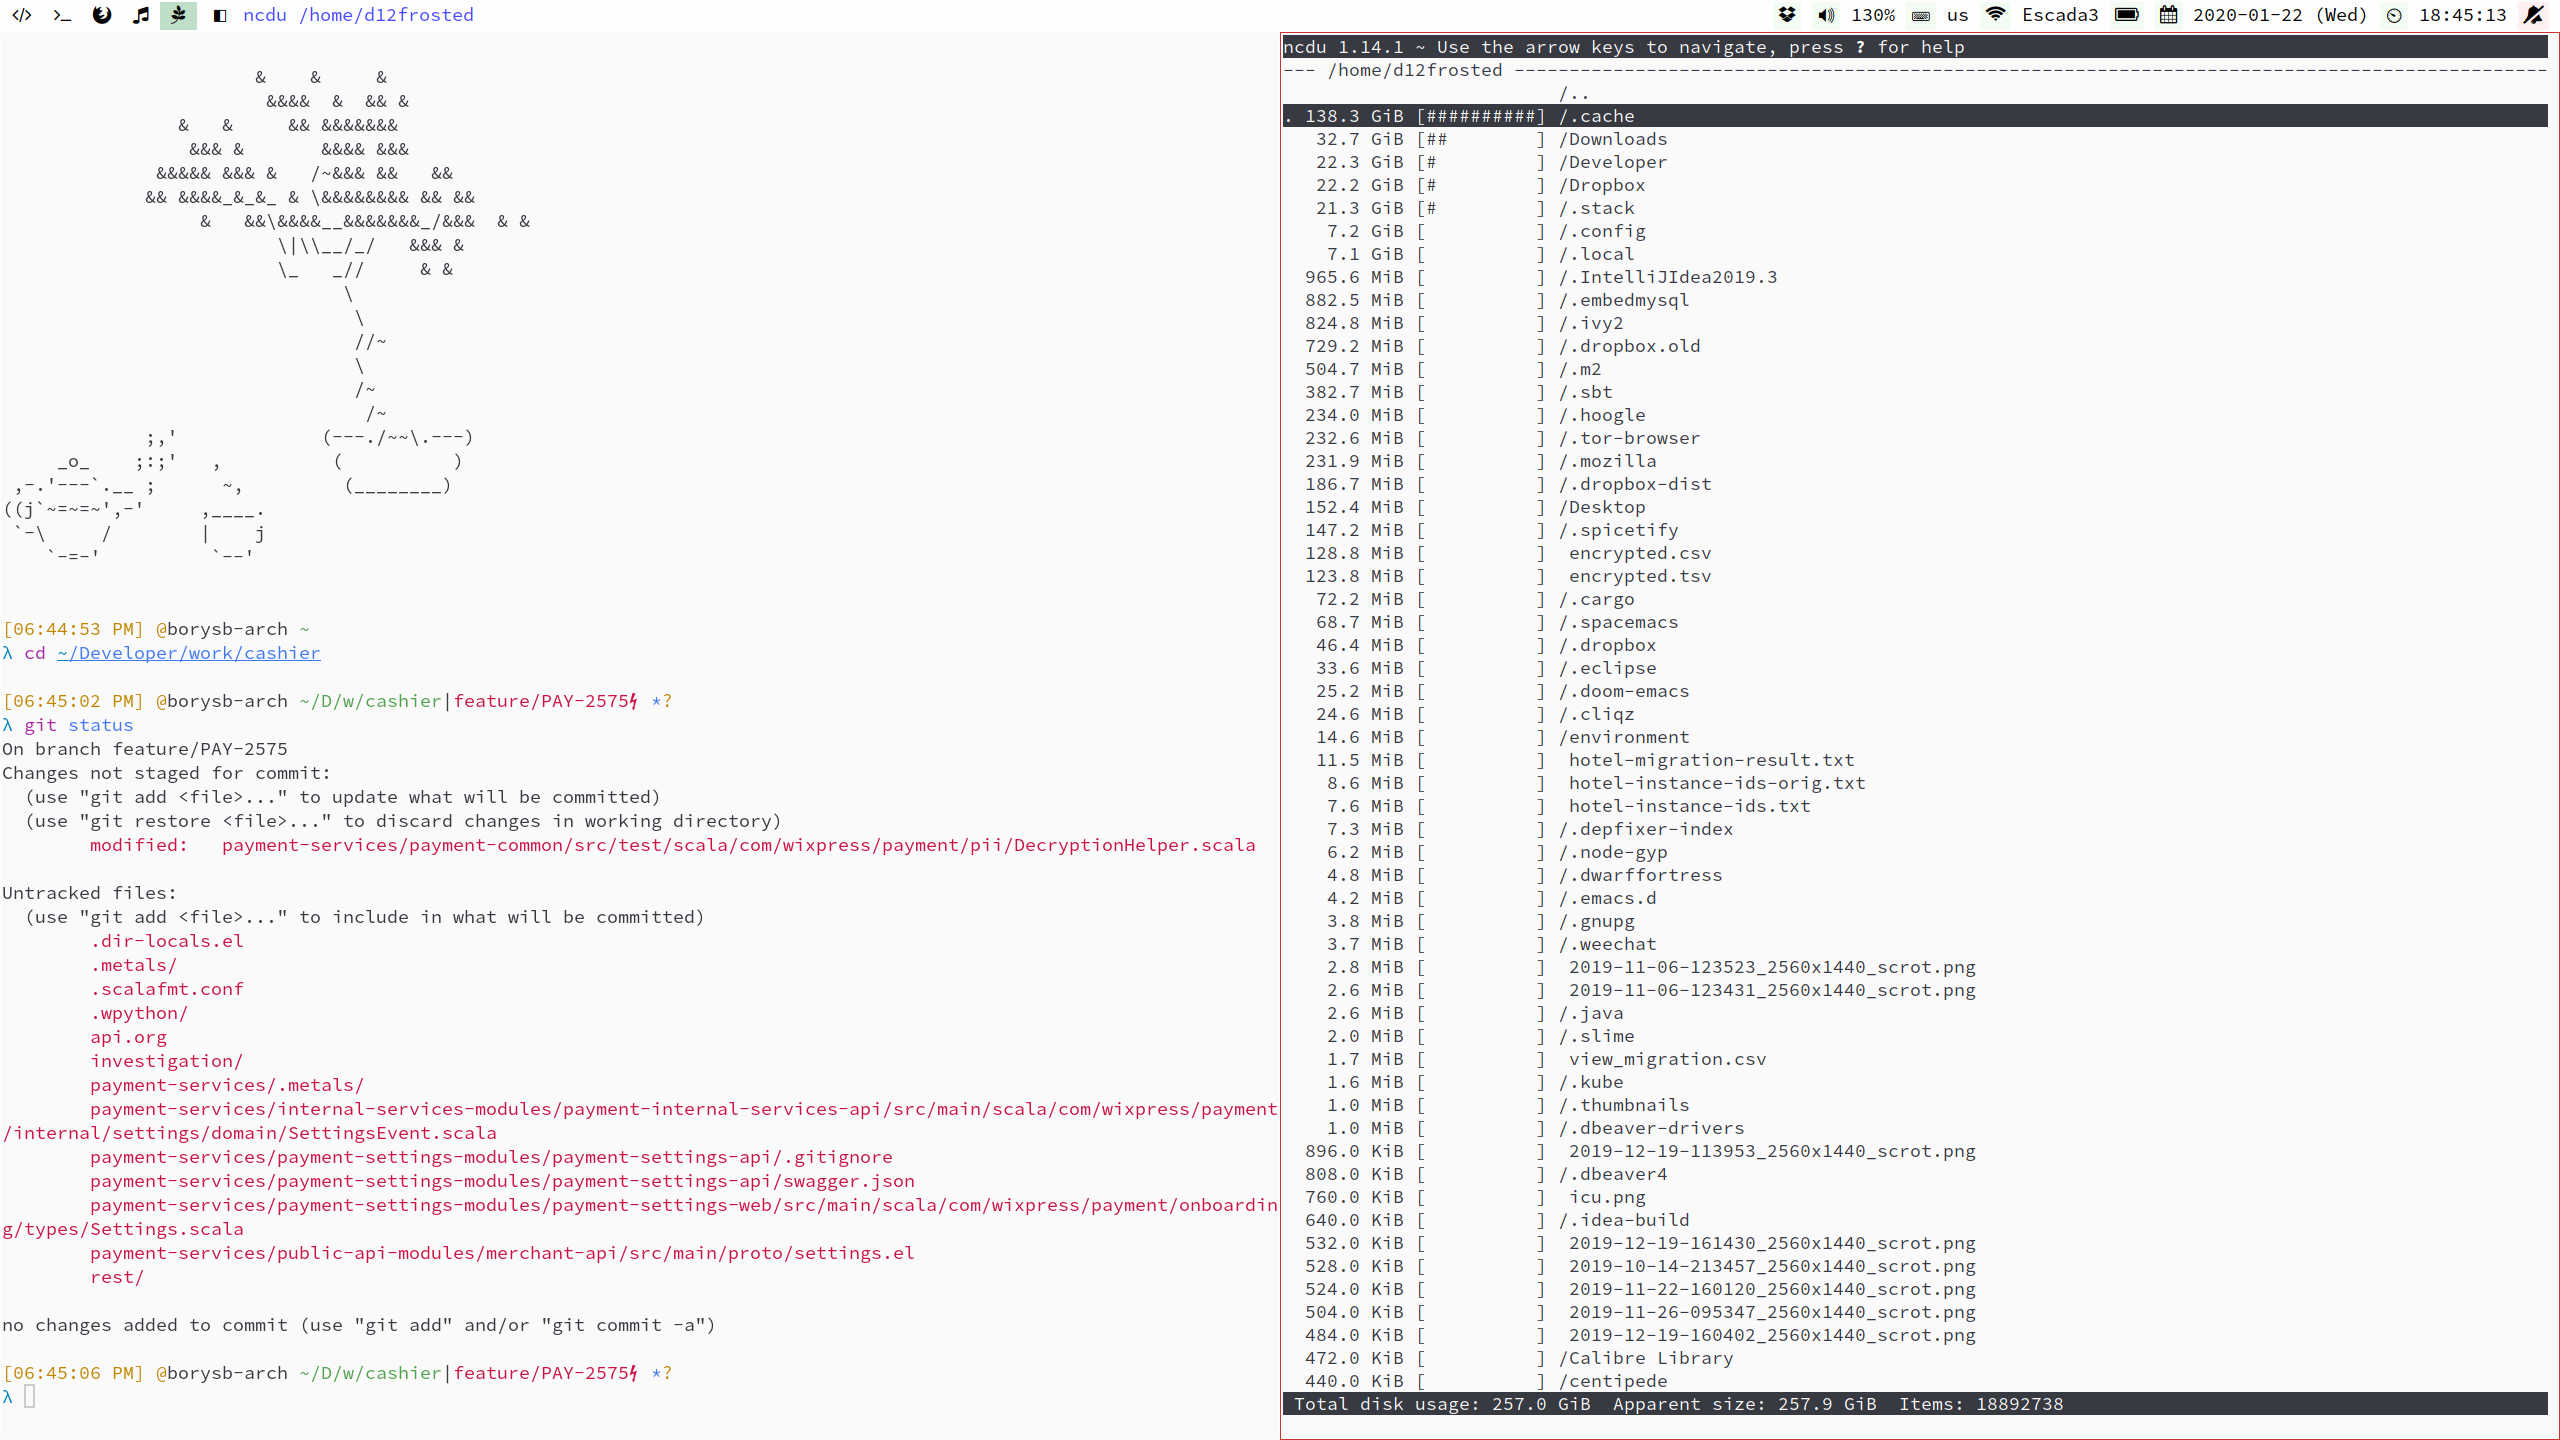 ncdu /home/d12frosted
130% us Escada3 2020-01-22 (Wed) 18:45:13
            &    &     &
             &&&&  &  && &
     &   &     && &&&&&&&
      &&& &       &&&& &&&
   &&&&& &&& &   /~&&& &&   &&
  && &&&&_&_&_ & \&&&&&&&& && &&
       &   &&\&&&&__&&&&&&&_/&&&  & &
              \|\\__/_/   &&& &
              \_   _//     & &
                    \
                     \
                     //~
                     \
                     /~
                      /~
             ;,'             (---./~~\.---)
     _o_    ;:;'   ,          (          )
 ,-.'---`.__ ;      ~,         (________)
((j`~=~=~',-'     ,____.
 `-\     /        |    j
    `-=-'          `--'
[06:44:53 PM] @borysb-arch ~
λ cd ~/Developer/work/cashier
[06:45:02 PM] @borysb-arch ~/D/w/cashier|feature/PAY-2575ϟ *?
λ git status
On branch feature/PAY-2575
Changes not staged for commit:
  (use "git add <file>..." to update what will be committed)
  (use "git restore <file>..." to discard changes in working directory)
        modified:   payment-services/payment-common/src/test/scala/com/wixpress/payment/pii/DecryptionHelper.scala
Untracked files:
  (use "git add <file>..." to include in what will be committed)
        .dir-locals.el
        .metals/
        .scalafmt.conf
        .wpython/
        api.org
        investigation/
        payment-services/.metals/
        payment-services/internal-services-modules/payment-internal-services-api/src/main/scala/com/wixpress/payment
/internal/settings/domain/SettingsEvent.scala
        payment-services/payment-settings-modules/payment-settings-api/.gitignore
        payment-services/payment-settings-modules/payment-settings-api/swagger.json
        payment-services/payment-settings-modules/payment-settings-web/src/main/scala/com/wixpress/payment/onboardin
g/types/Settings.scala
        payment-services/public-api-modules/merchant-api/src/main/proto/settings.el
        rest/
no changes added to commit (use "git add" and/or "git commit -a")
[06:45:06 PM] @borysb-arch ~/D/w/cashier|feature/PAY-2575ϟ *?
λ
ncdu 1.14.1 ~ Use the arrow keys to navigate, press ? for help
--- /home/d12frosted ----------------------------------------------------------------------------------------------
                         /..
. 138.3 GiB [##########] /.cache
   32.7 GiB [##        ] /Downloads
   22.3 GiB [#         ] /Developer
   22.2 GiB [#         ] /Dropbox
   21.3 GiB [#         ] /.stack
    7.2 GiB [          ] /.config
    7.1 GiB [          ] /.local
  965.6 MiB [          ] /.IntelliJIdea2019.3
  882.5 MiB [          ] /.embedmysql
  824.8 MiB [          ] /.ivy2
  729.2 MiB [          ] /.dropbox.old
  504.7 MiB [          ] /.m2
  382.7 MiB [          ] /.sbt
  234.0 MiB [          ] /.hoogle
  232.6 MiB [          ] /.tor-browser
  231.9 MiB [          ] /.mozilla
  186.7 MiB [          ] /.dropbox-dist
  152.4 MiB [          ] /Desktop
  147.2 MiB [          ] /.spicetify
  128.8 MiB [          ]  encrypted.csv
  123.8 MiB [          ]  encrypted.tsv
   72.2 MiB [          ] /.cargo
   68.7 MiB [          ] /.spacemacs
   46.4 MiB [          ] /.dropbox
   33.6 MiB [          ] /.eclipse
   25.2 MiB [          ] /.doom-emacs
   24.6 MiB [          ] /.cliqz
   14.6 MiB [          ] /environment
   11.5 MiB [          ]  hotel-migration-result.txt
    8.6 MiB [          ]  hotel-instance-ids-orig.txt
    7.6 MiB [          ]  hotel-instance-ids.txt
    7.3 MiB [          ] /.depfixer-index
    6.2 MiB [          ] /.node-gyp
    4.8 MiB [          ] /.dwarffortress
    4.2 MiB [          ] /.emacs.d
    3.8 MiB [          ] /.gnupg
    3.7 MiB [          ] /.weechat
    2.8 MiB [          ]  2019-11-06-123523_2560x1440_scrot.png
    2.6 MiB [          ]  2019-11-06-123431_2560x1440_scrot.png
    2.6 MiB [          ] /.java
    2.0 MiB [          ] /.slime
    1.7 MiB [          ]  view_migration.csv
    1.6 MiB [          ] /.kube
    1.0 MiB [          ] /.thumbnails
    1.0 MiB [          ] /.dbeaver-drivers
  896.0 KiB [          ]  2019-12-19-113953_2560x1440_scrot.png
  808.0 KiB [          ] /.dbeaver4
  760.0 KiB [          ]  icu.png
  640.0 KiB [          ] /.idea-build
  532.0 KiB [          ]  2019-12-19-161430_2560x1440_scrot.png
  528.0 KiB [          ]  2019-10-14-213457_2560x1440_scrot.png
  524.0 KiB [          ]  2019-11-22-160120_2560x1440_scrot.png
  504.0 KiB [          ]  2019-11-26-095347_2560x1440_scrot.png
  484.0 KiB [          ]  2019-12-19-160402_2560x1440_scrot.png
  472.0 KiB [          ] /Calibre Library
  440.0 KiB [          ] /centipede
 Total disk usage: 257.0 GiB  Apparent size: 257.9 GiB  Items: 18892738